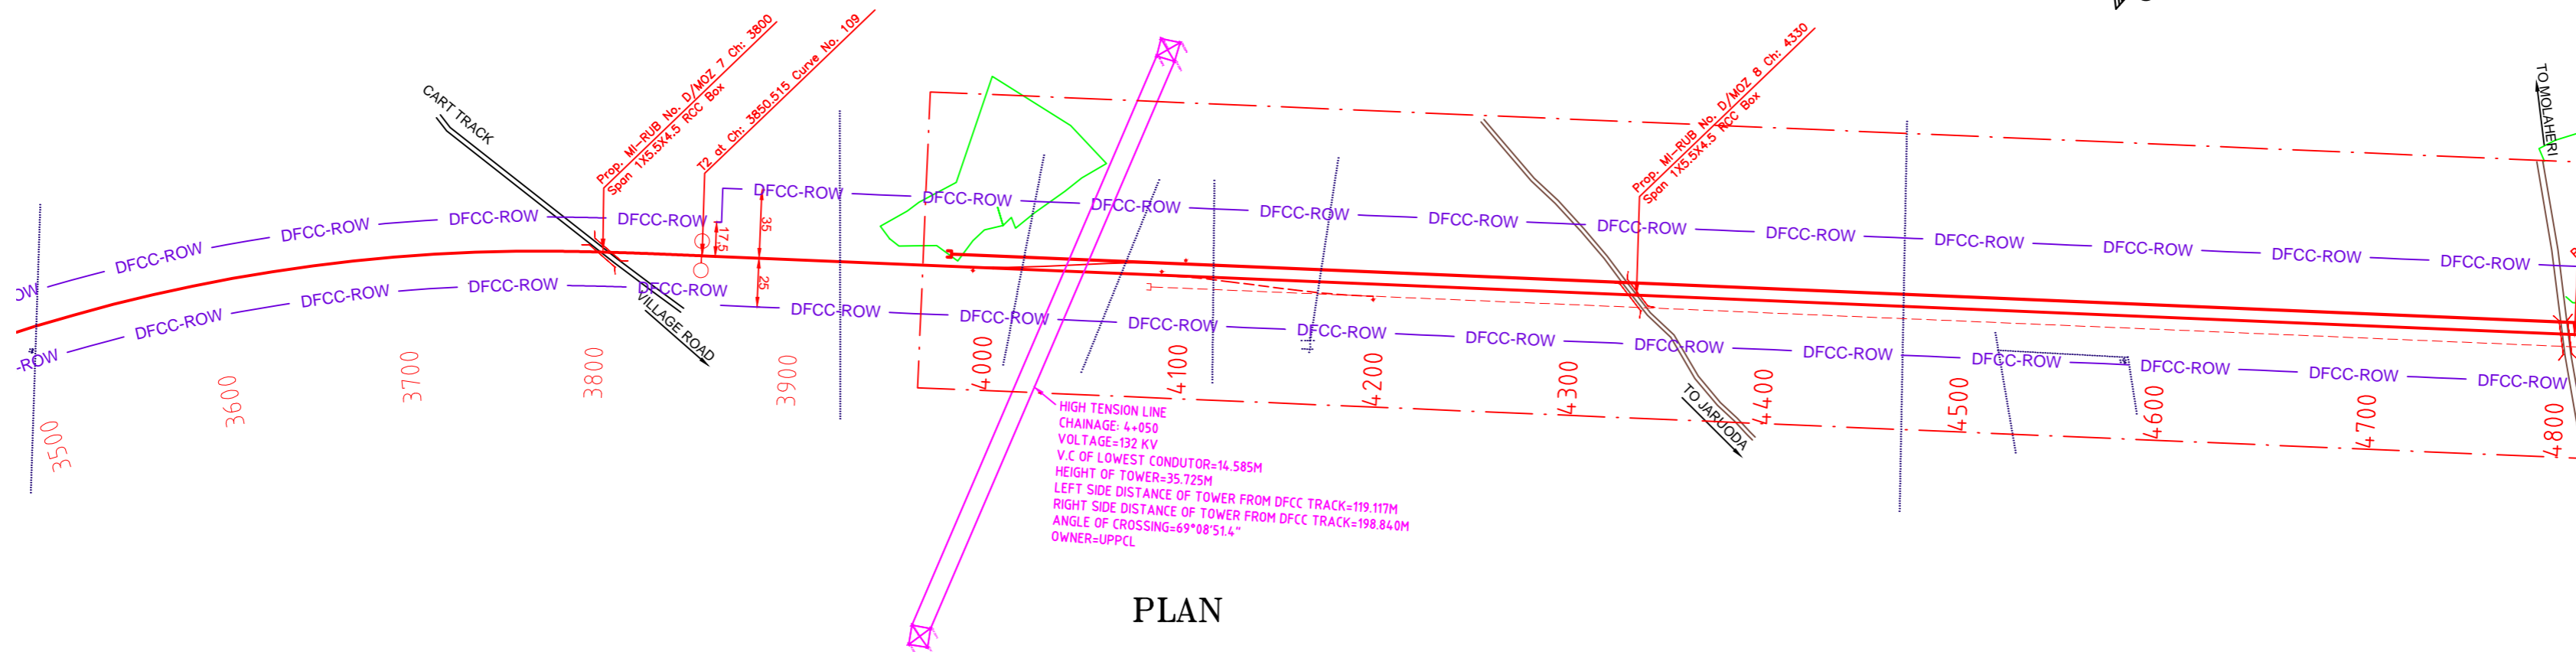 Prop. MI-RUB No. D/MOZ 7 Ch: 3800
Span 1X5.5X4.5 RCC Box
T2 at Ch: 3850.515 Curve No. 109
Prop. MI-RUB No. D/MOZ 8 Ch: 4330
Span 1X5.5X4.5 RCC Box
TO MOLAHERI
CART TRACK
VILLAGE ROAD
TO JARUODA
DFCC-ROW DFCC-ROW DFCC-ROW DFCC-ROW DFCC-ROW DFCC-ROW DFCC-ROW DFCC-ROW DFCC-ROW DFCC-ROW DFCC-ROW DFCC-ROW DFCC-ROW DFCC-ROW DFCC-ROW
OW
35
17.5
25
-ROW DFCC-ROW DFCC-ROW DFCC-ROW DFCC-ROW DFCC-ROW DFCC-ROW DFCC-ROW DFCC-ROW DFCC-ROW DFCC-ROW DFCC-ROW DFCC-ROW DFCC-ROW DFCC-ROW DFCC-ROW
3500 3600 3700 3800 3900 4000 4100 4200 4300 4400 4500 4600 4700 4800
HIGH TENSION LINE
CHAINAGE: 4+050
VOLTAGE=132 KV
V.C OF LOWEST CONDUTOR=14.585M
HEIGHT OF TOWER=35.725M
LEFT SIDE DISTANCE OF TOWER FROM DFCC TRACK=119.117M
RIGHT SIDE DISTANCE OF TOWER FROM DFCC TRACK=198.840M
ANGLE OF CROSSING=69°08'51.4"
OWNER=UPPCL
PLAN